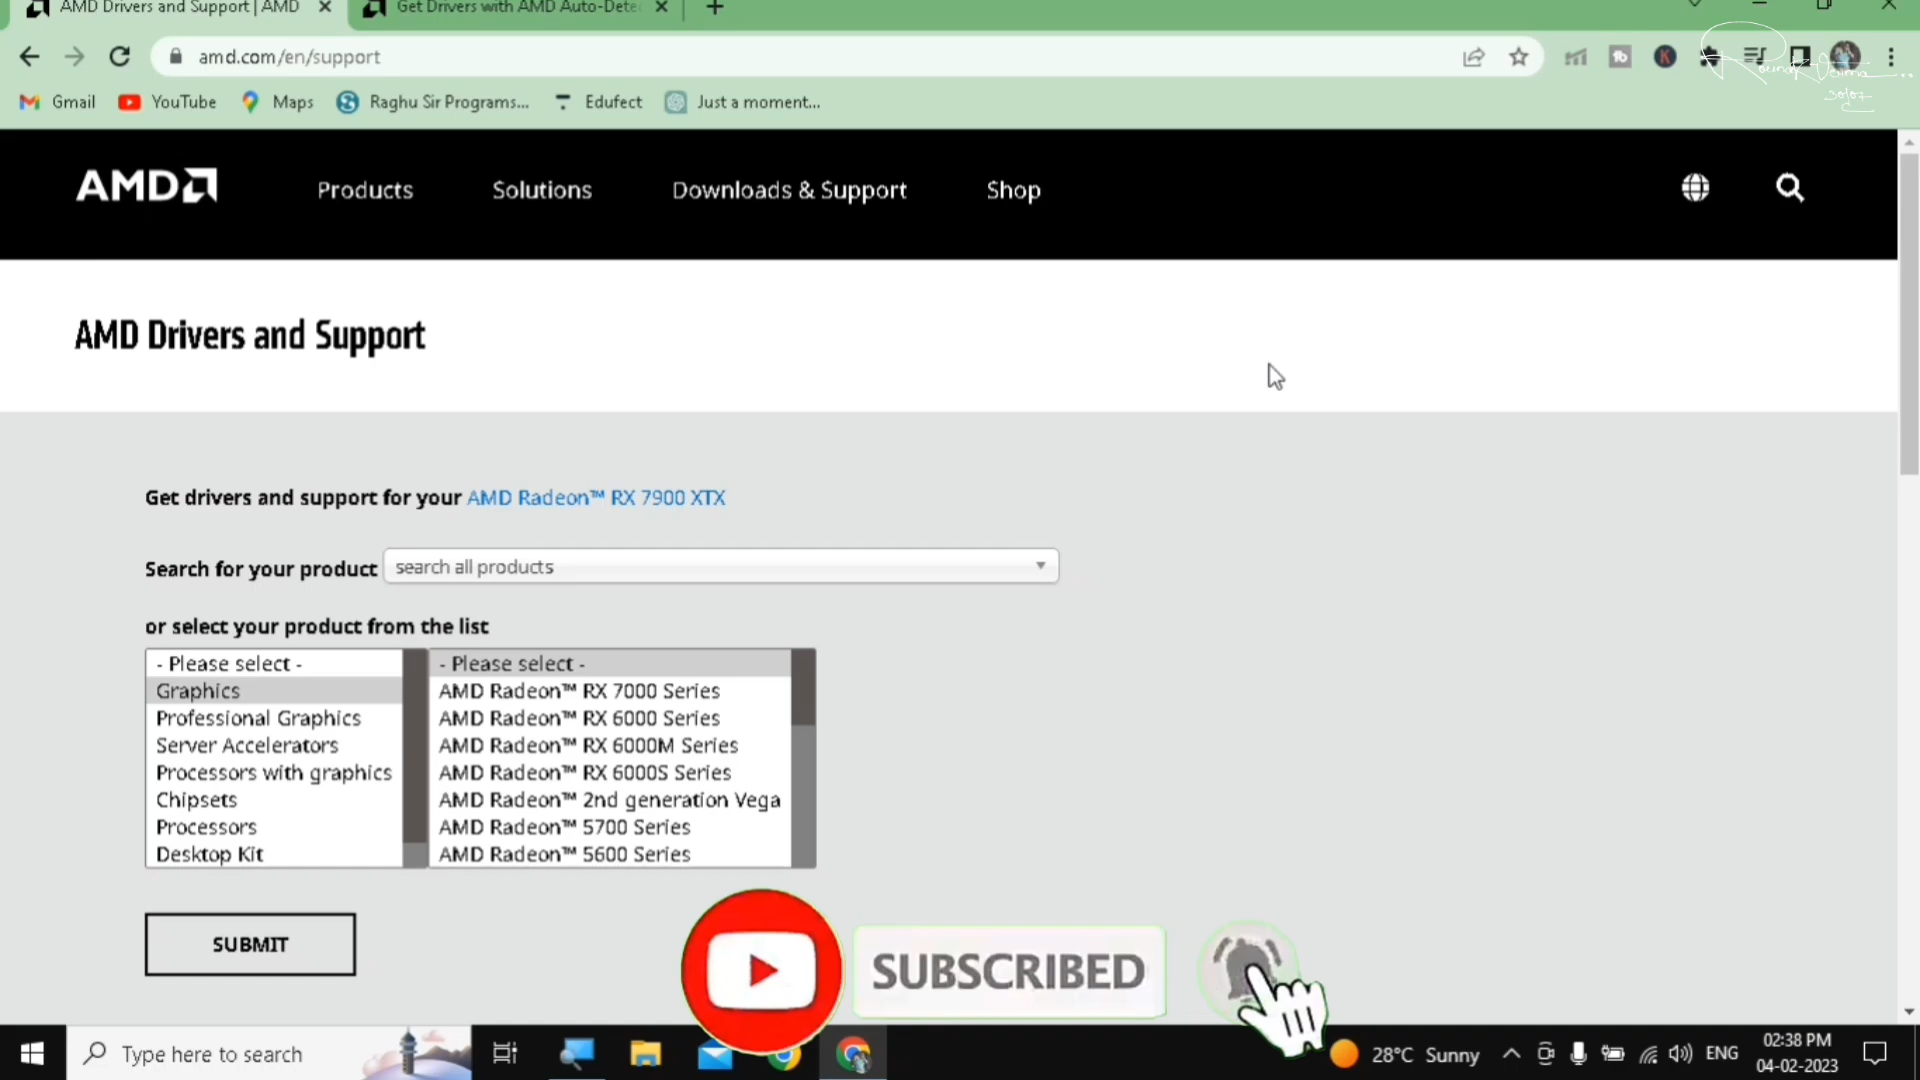 AMD Drivers and Support | AMD
Get Drivers with AMD Auto-Dete
amd.com/en/support
Gmail
YouTube
Maps
Raghu Sir Programs...
Edufect
Just a moment...
AMD
Products
Solutions
Downloads & Support
Shop
AMD Drivers and Support
Get drivers and support for your AMD Radeon™ RX 7900 XTX
Search for your product
search all products
or select your product from the list
- Please select -
Graphics
Professional Graphics
Server Accelerators
Processors with graphics
Chipsets
Processors
Desktop Kit
- Please select -
AMD Radeon™ RX 7000 Series
AMD Radeon™ RX 6000 Series
AMD Radeon™ RX 6000M Series
AMD Radeon™ RX 6000S Series
AMD Radeon™ 2nd generation Vega
AMD Radeon™ 5700 Series
AMD Radeon™ 5600 Series
SUBMIT
SUBSCRIBED
Type here to search
28°C Sunny
ENG
02:38 PM
04-02-2023